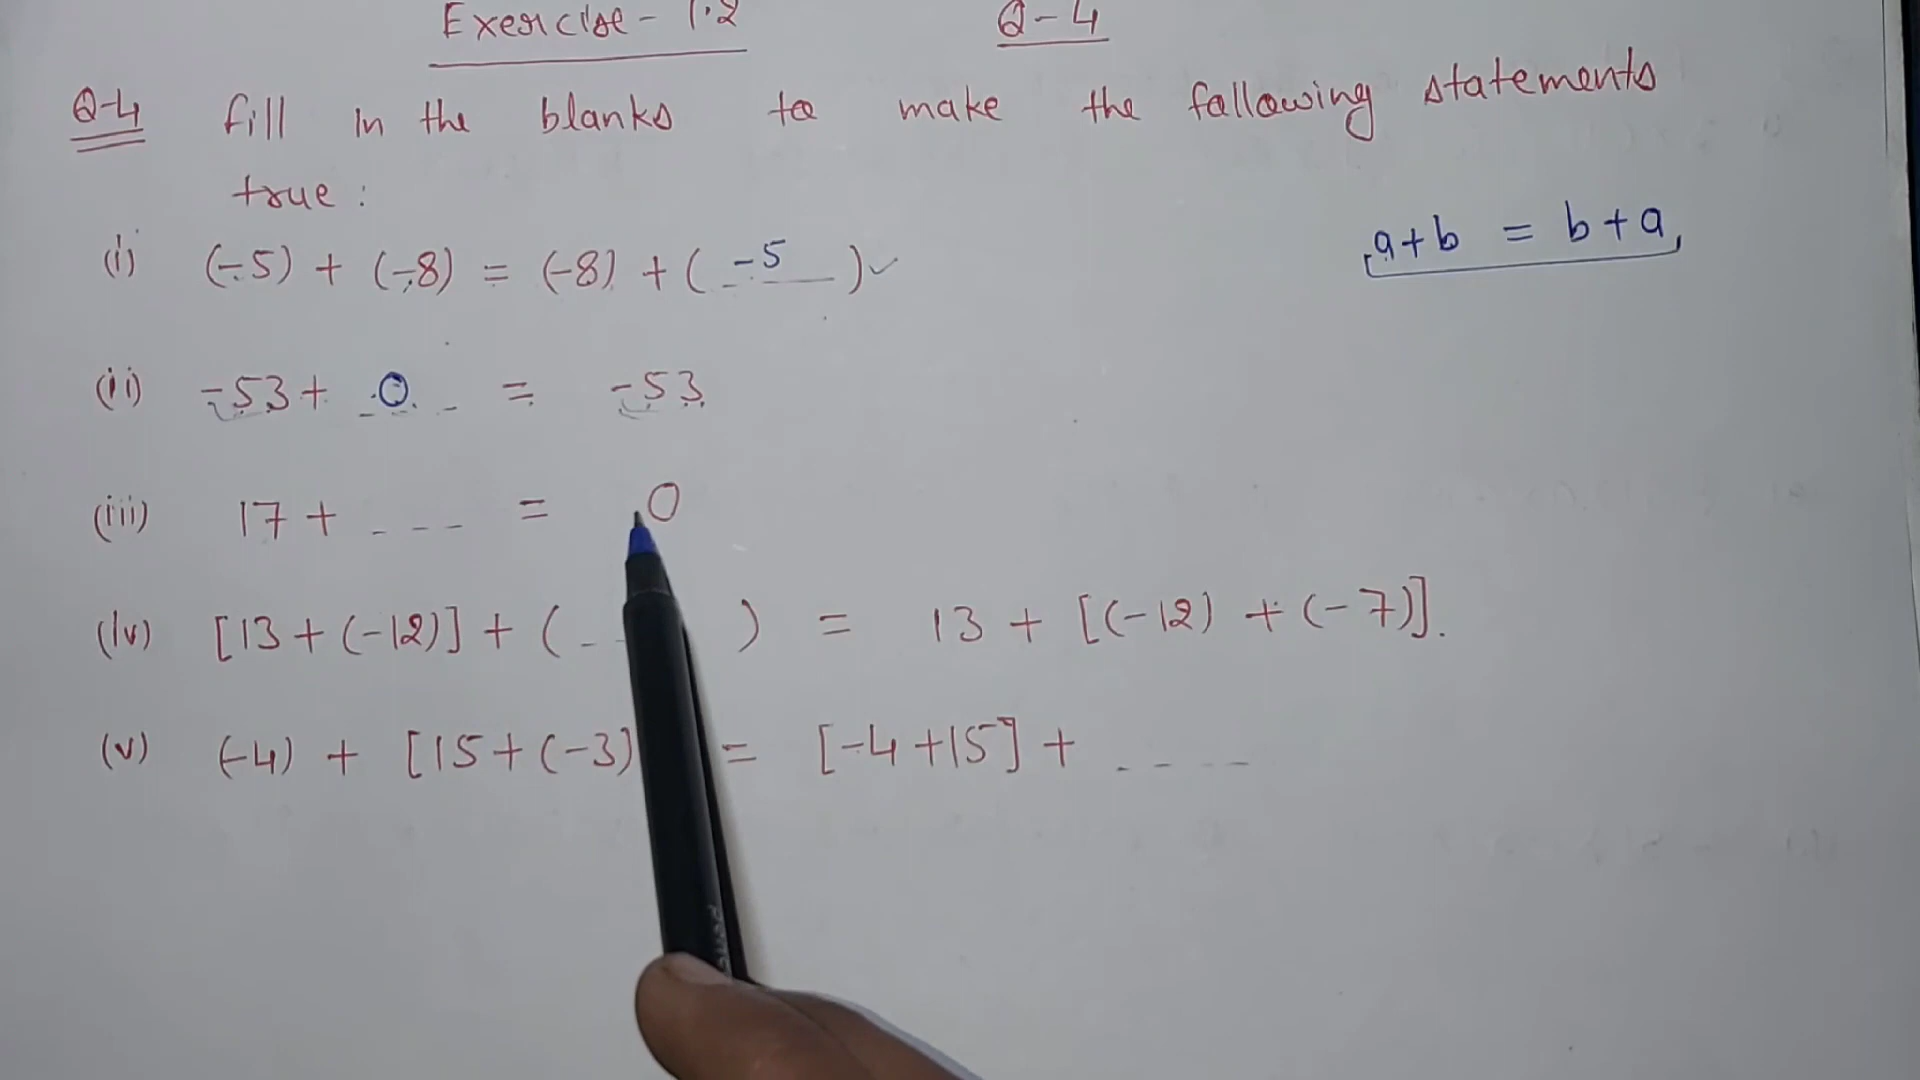 Exercise - 1.2 Q-4
Q-4 fill in the blanks to make the following statements
true :
a+b = b+a
(i) (-5) + (-8) = (-8) + ( -5 )
(ii) -53 + 0 = -53
(iii) 17 + _ _ _ = 0
(iv) [13 + (-12)] + ( _ ) = 13 + [(-12) + (-7)].
(v) (-4) + [15 + (-3) = [-4 +15] + _ _ _ _